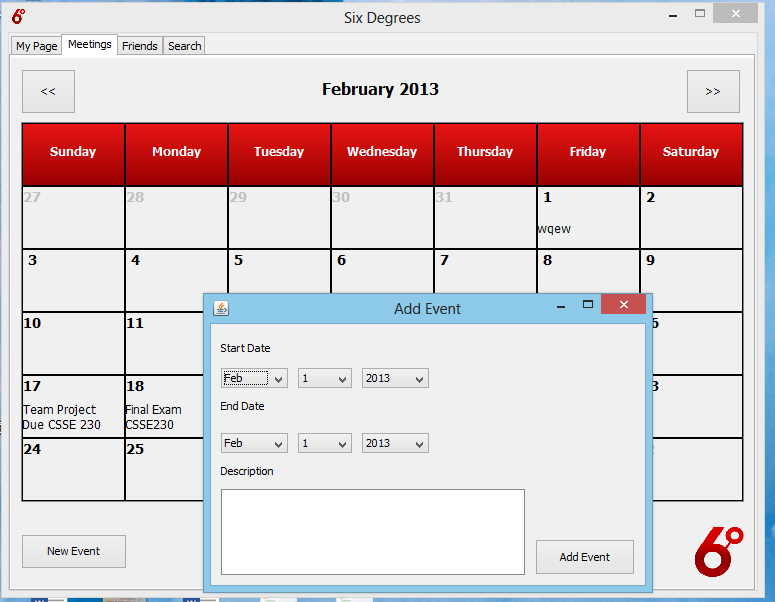 6°
Six Degrees
My Page Meetings Friends Search
<< February 2013 >>
Sunday Monday Tuesday Wednesday Thursday Friday Saturday
27 28 29 30 31 1 2
wqew
3 4 5 6 7 8 9
Add Event
10 11
Start Date
Feb 1 2013
17 18
End Date
Team Project Final Exam
Due CSSE 230 CSSE230
Feb 1 2013
24 25
Description
New Event
Add Event
6°